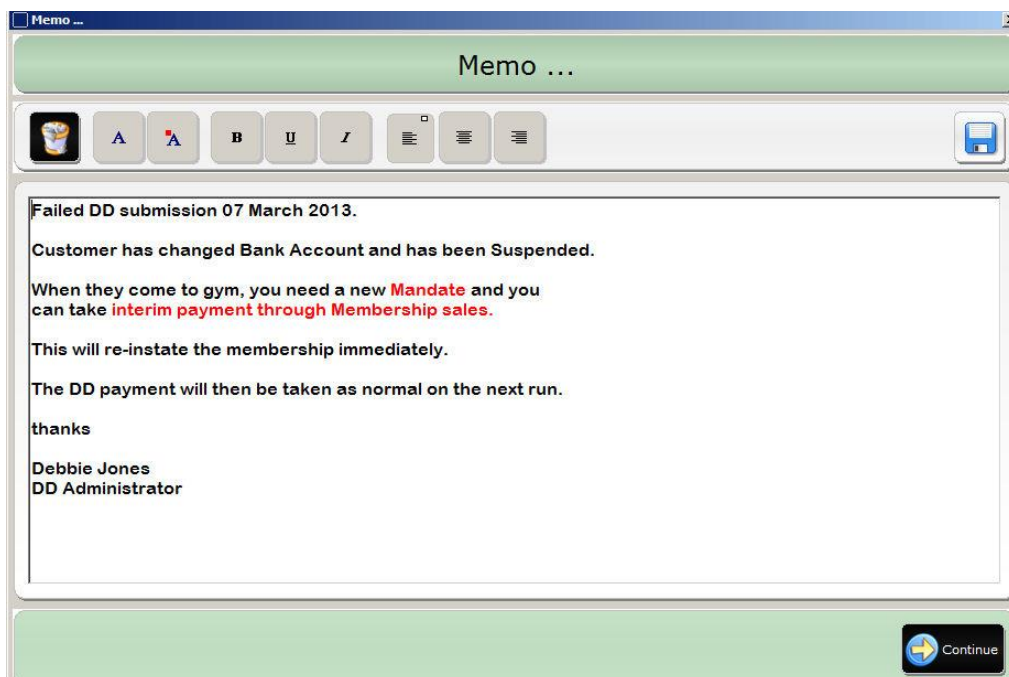 Memo ...
Memo ...
A A B U I
Failed DD submission 07 March 2013.
Customer has changed Bank Account and has been Suspended.
When they come to gym, you need a new Mandate and you
can take interim payment through Membership sales.
This will re-instate the membership immediately.
The DD payment will then be taken as normal on the next run.
thanks
Debbie Jones
DD Administrator
Continue